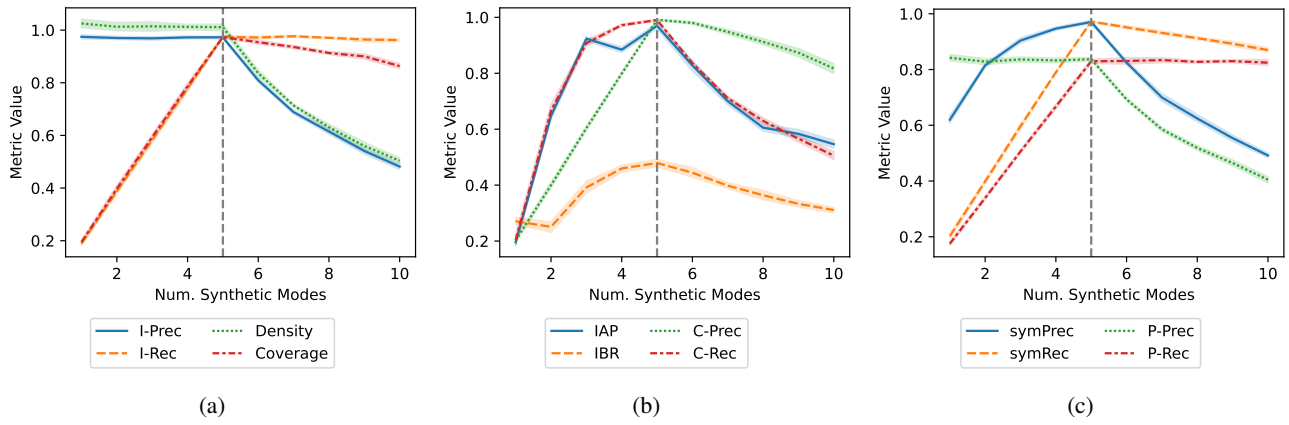 1.0
0.8
0.6
0.4
0.2
Metric Value
2 4 6 8 10
Num. Synthetic Modes
I-Prec Density
I-Rec Coverage
(a)
1.0
0.8
0.6
0.4
0.2
Metric Value
2 4 6 8 10
Num. Synthetic Modes
IAP C-Prec
IBR C-Rec
(b)
1.0
0.8
0.6
0.4
0.2
Metric Value
2 4 6 8 10
Num. Synthetic Modes
symPrec P-Prec
symRec P-Rec
(c)